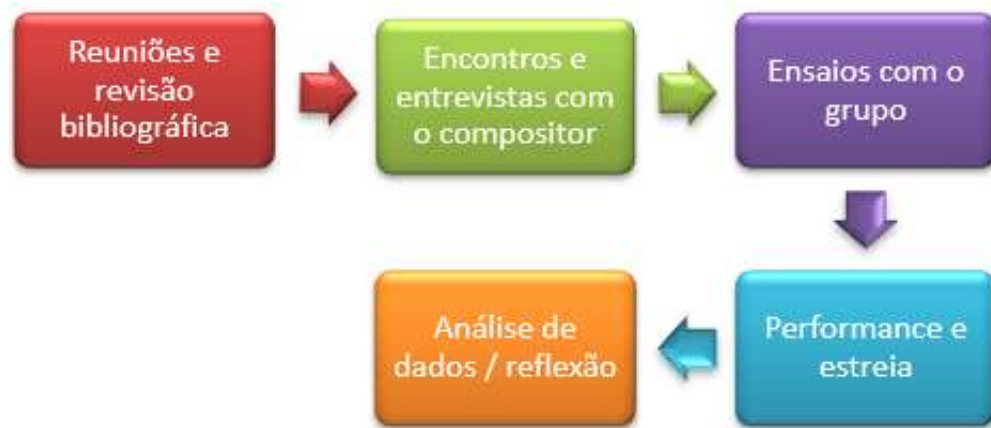 Reuniões e
revisão
bibliográfica
Encontros e
entrevistas com
o compositor
Ensaios com o
grupo
Performance e
estreia
Análise de
dados / reflexão